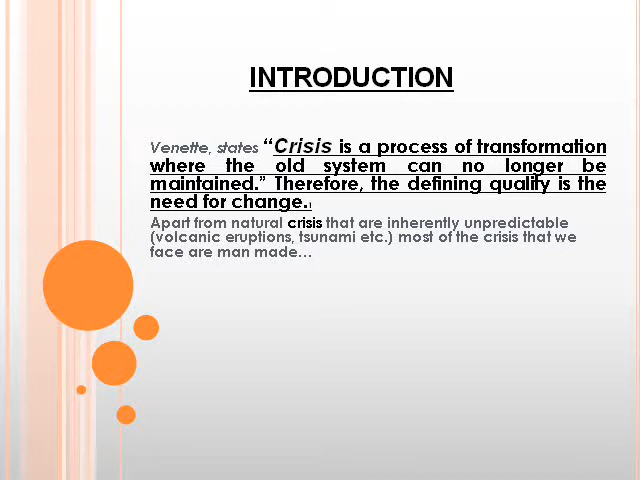 INTRODUCTION
Venette, states “Crisis is a process of transformation
where the old system can no longer be
maintained.” Therefore, the defining quality is the
need for change.1
Apart from natural crisis that are inherently unpredictable
(volcanic eruptions, tsunami etc.) most of the crisis that we
face are man made…